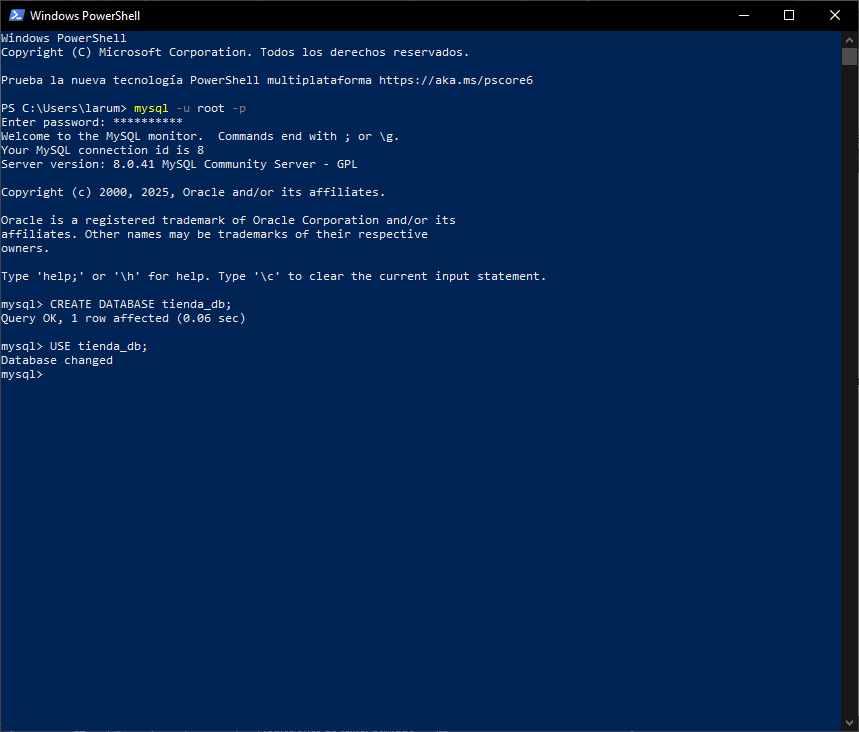 Windows PowerShell
Windows PowerShell
Copyright (C) Microsoft Corporation. Todos los derechos reservados.
Prueba la nueva tecnología PowerShell multiplataforma https://aka.ms/pscore6
PS C:\Users\larum> mysql -u root -p
Enter password: **********
Welcome to the MySQL monitor.  Commands end with ; or \g.
Your MySQL connection id is 8
Server version: 8.0.41 MySQL Community Server - GPL
Copyright (c) 2000, 2025, Oracle and/or its affiliates.
Oracle is a registered trademark of Oracle Corporation and/or its
affiliates. Other names may be trademarks of their respective
owners.
Type 'help;' or '\h' for help. Type '\c' to clear the current input statement.
mysql> CREATE DATABASE tienda_db;
Query OK, 1 row affected (0.06 sec)
mysql> USE tienda_db;
Database changed
mysql>